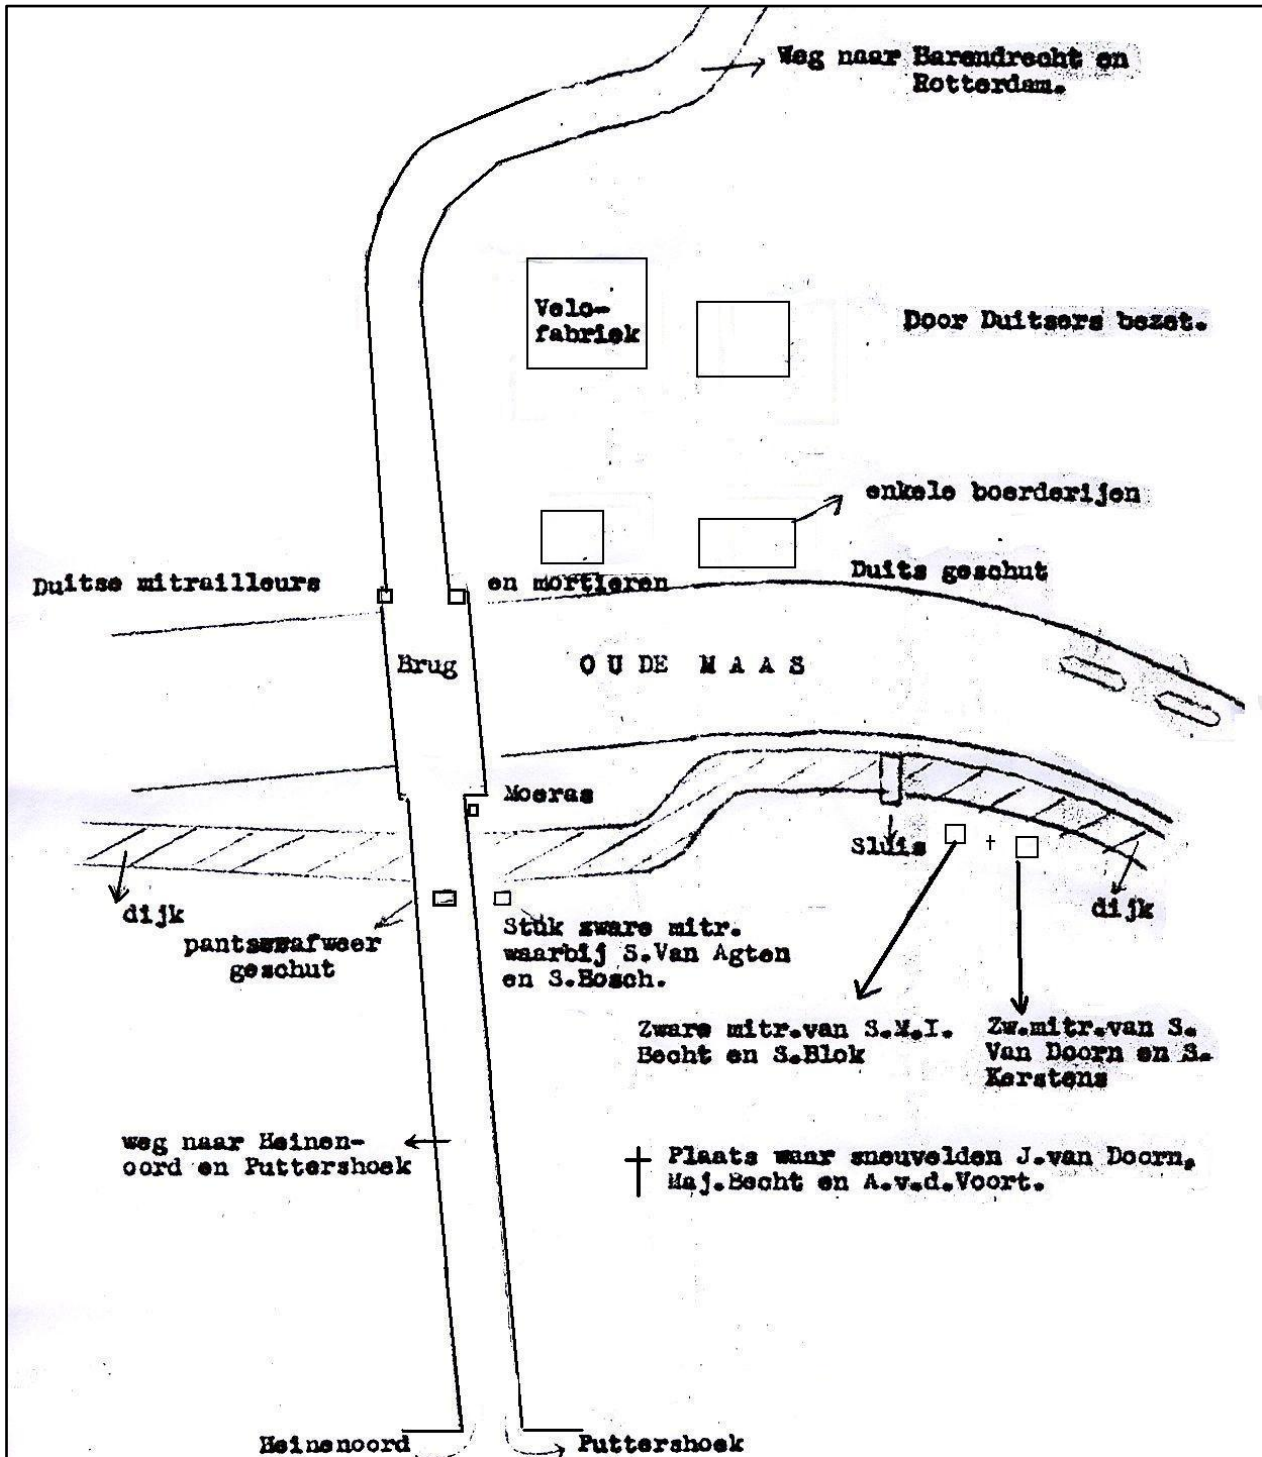 Weg naar Barendrecht en
Rotterdam.
Velo-
fabriek
Door Duitsers bezet.
enkele boerderijen
Duitse mitrailleurs
en mortieren
Duits geschut
Brug
OUDE MAAS
Moeras
Sluis
dijk
dijk
geschut
Stuk zware mitr.
waarbij S.Van Agten
en S.Bosch.
Zware mitr.van S.M.I.
Becht en S.Blok
Zw.mitr.van S.
Van Doorn en S.
Kerstens
weg naar Heinen-
oord en Puttershoek
† Plaats waar sneuvelden J.van Doorn,
Maj.Becht en A.v.d.Voort.
Heinenoord
Puttershoek